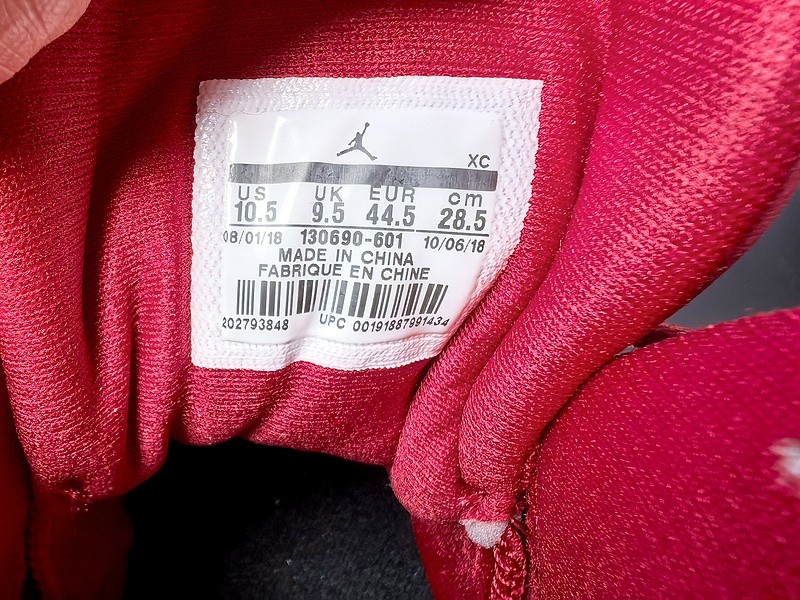 XC
US UK EUR cm
10.5 9.5 44.5 28.5
08/01/18 130690-601 10/06/18
MADE IN CHINA
FABRIQUE EN CHINE
202793848 UPC 00191887991434